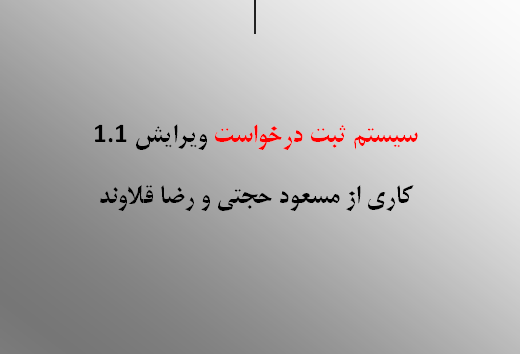 سیستم ثبت درخواست ویرایش 1.1
کاری از مسعود حجتی و رضا قلاوند